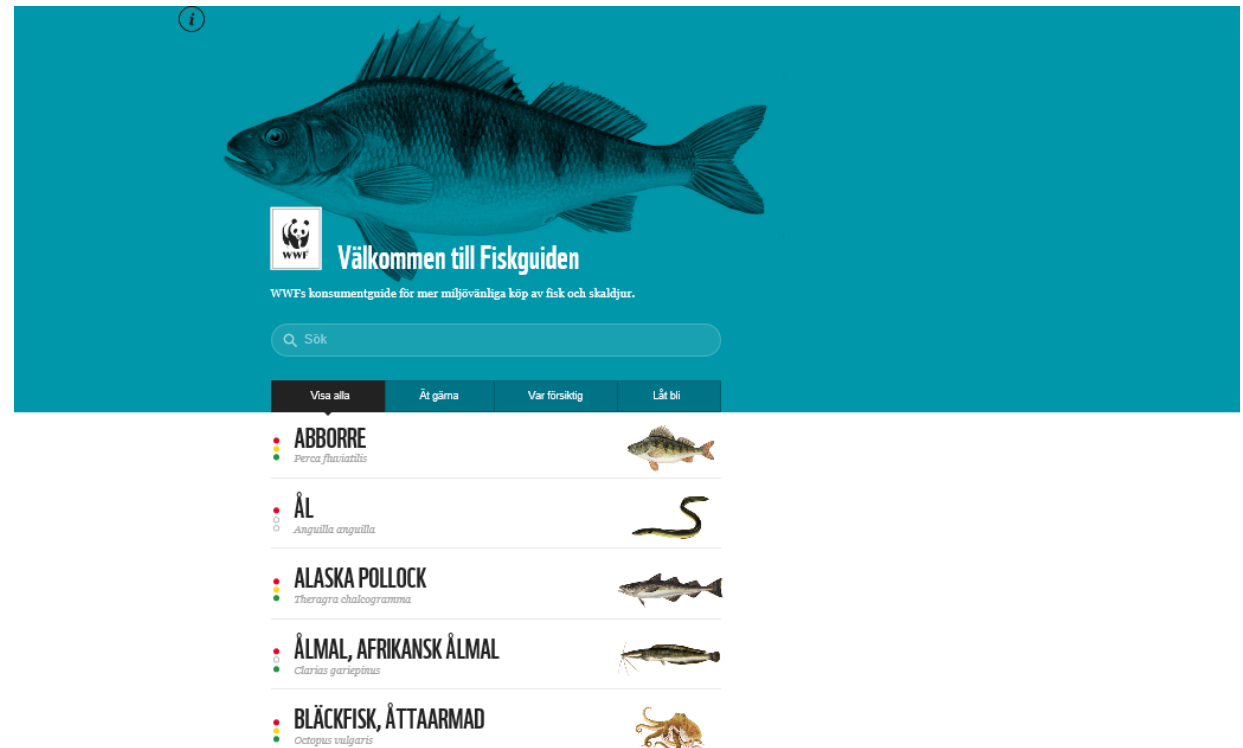 i
WWF
Välkommen till Fiskguiden
WWFs konsumentguide för mer miljövänliga köp av fisk och skaldjur.
Sök
Visa alla
Ät gärna
Var försiktig
Låt bli
ABBORRE
Perca fluviatilis
ÅL
Anguilla anguilla
ALASKA POLLOCK
Theragra chalcogramma
ÅLMAL, AFRIKANSK ÅLMAL
Clarias gariepinus
BLÄCKFISK, ÅTTAARMAD
Octopus vulgaris